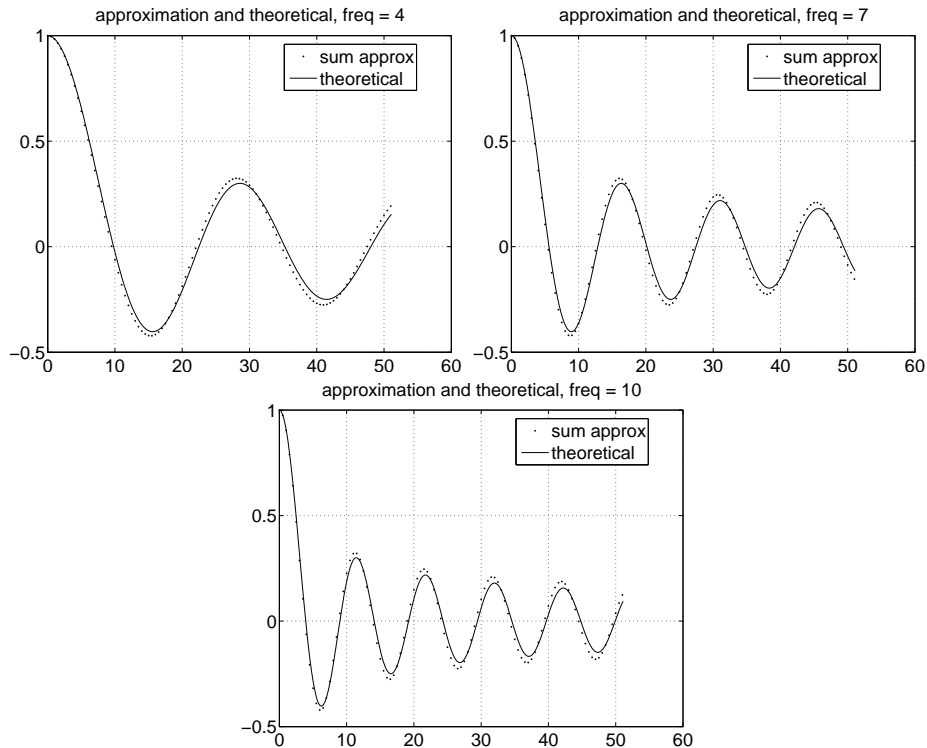 approximation and theoretical, freq = 4
1
0.5
0
−0.5
0 10 20 30 40 50 60
sum approx
theoretical
approximation and theoretical, freq = 7
1
0.5
0
−0.5
0 10 20 30 40 50 60
sum approx
theoretical
approximation and theoretical, freq = 10
1
0.5
0
−0.5
0 10 20 30 40 50 60
sum approx
theoretical